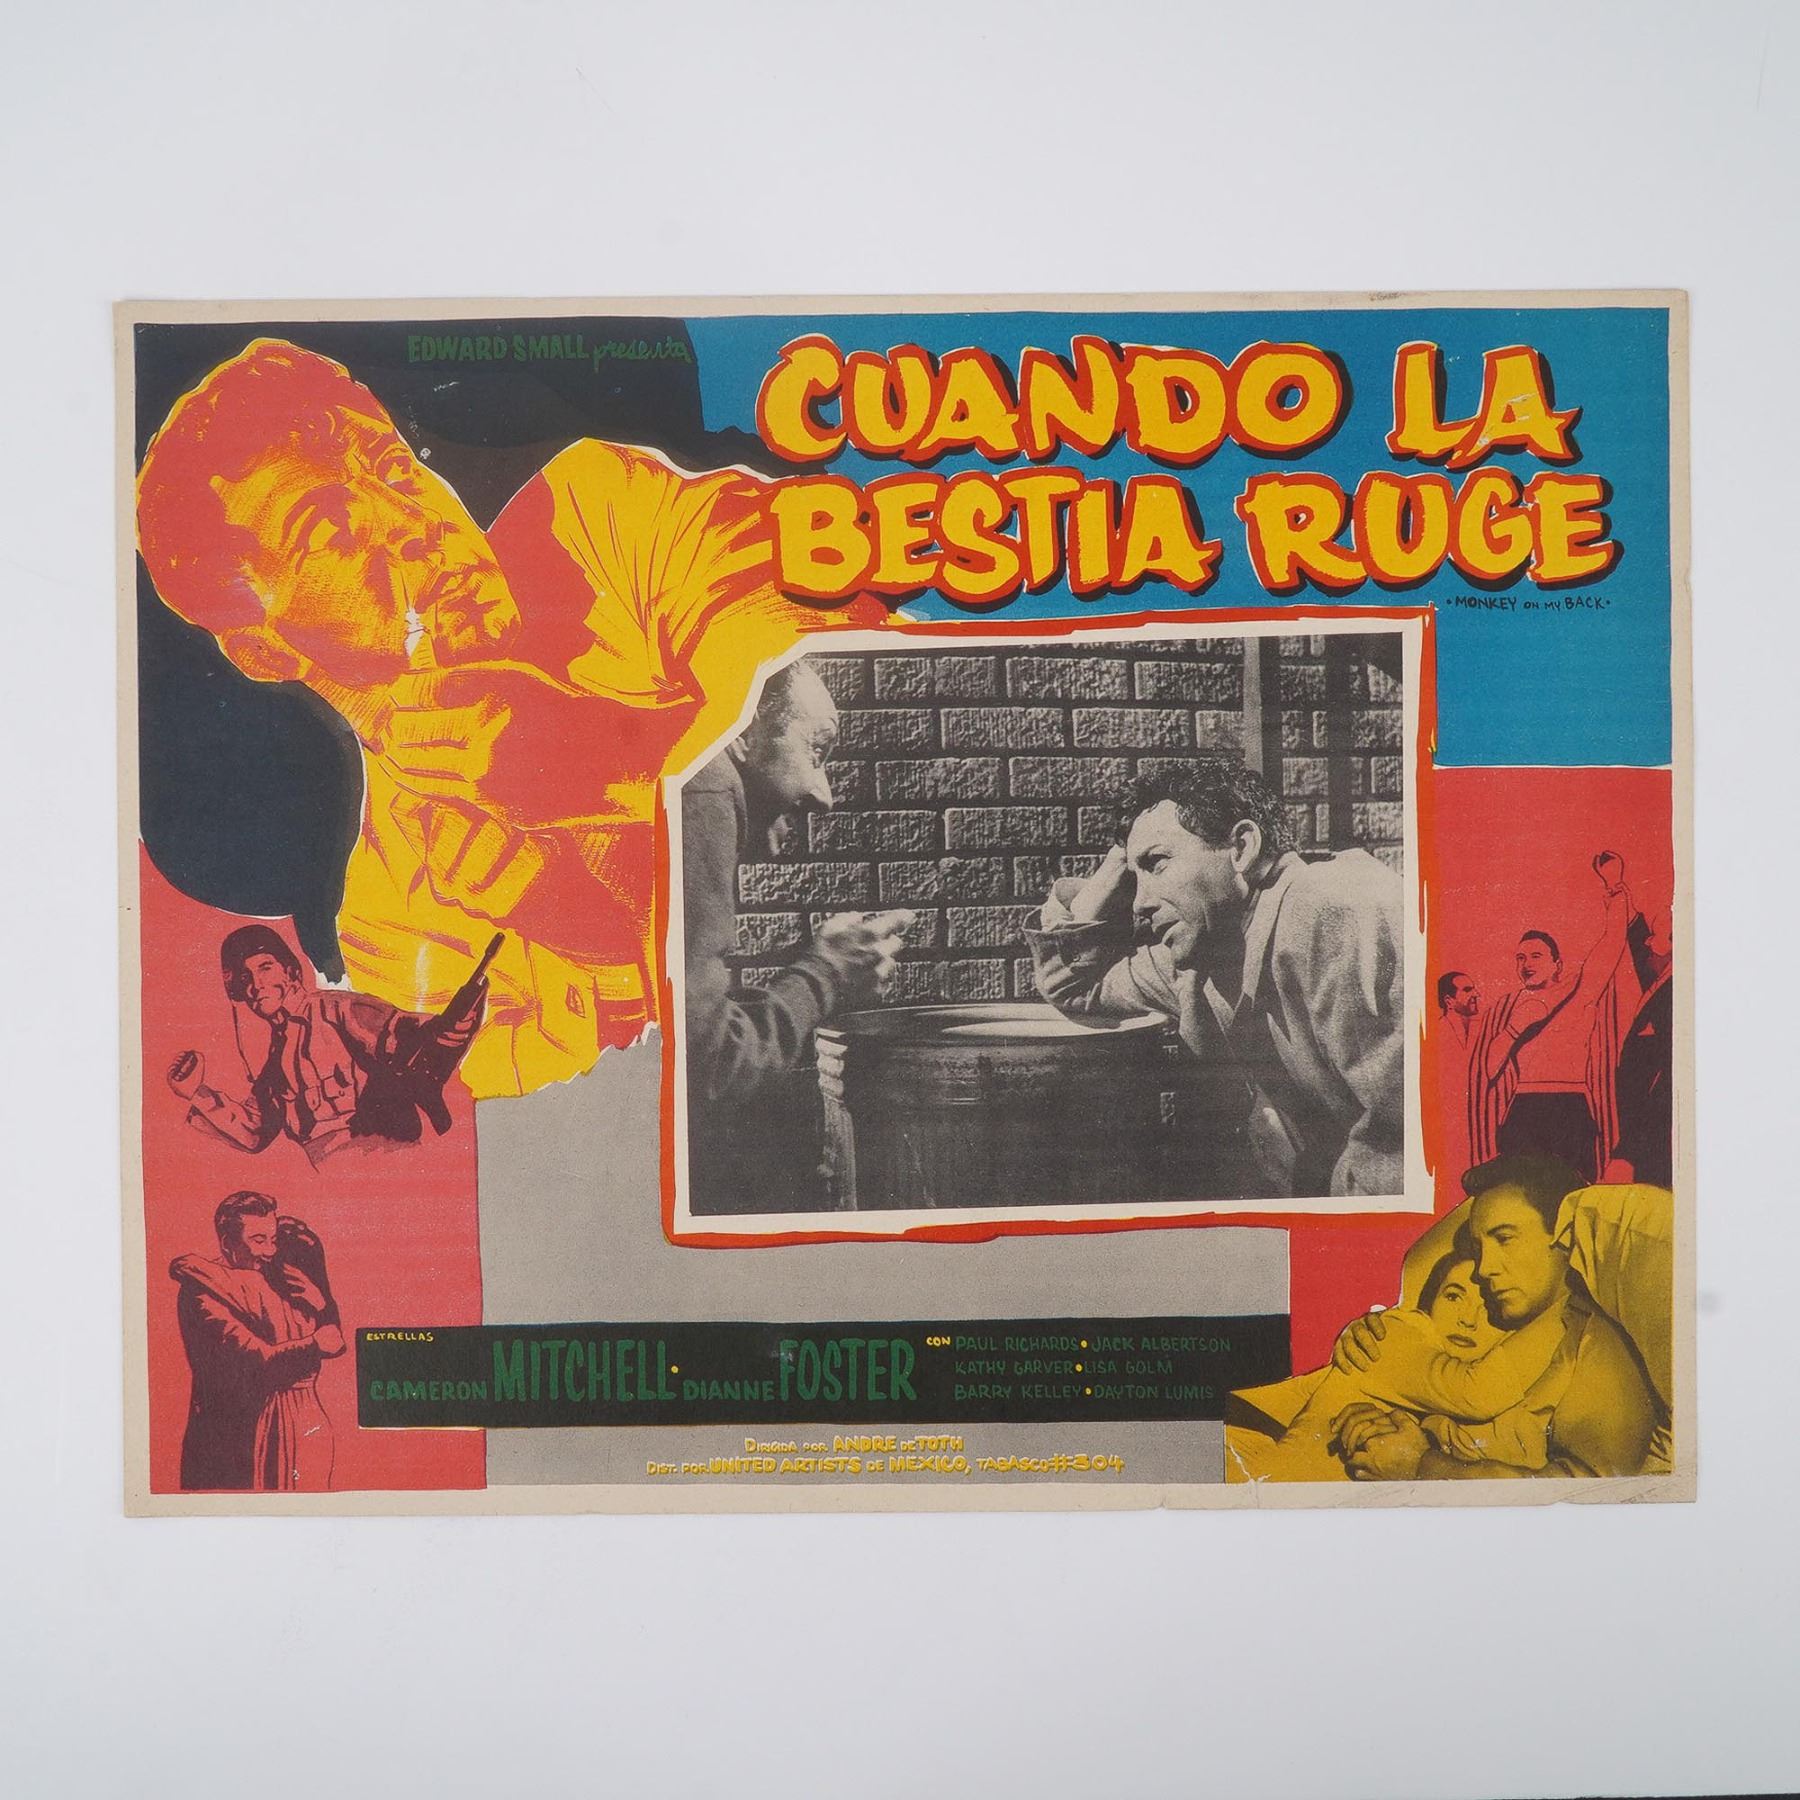 EDWARD SMALL presenta
CUANDO LA
BESTIA RUGE
•MONKEY ON MY BACK•
ESTRELLAS
CAMERON MITCHELL•DIANNE FOSTER
CON PAUL RICHARDS•JACK ALBERTSON
KATHY GARVER•LISA GOLM
BARRY KELLEY•DAYTON LUMIS
DIRIGIDA POR ANDRE DE TOTH
DIST. POR UNITED ARTISTS DE MEXICO, TABASCO #304